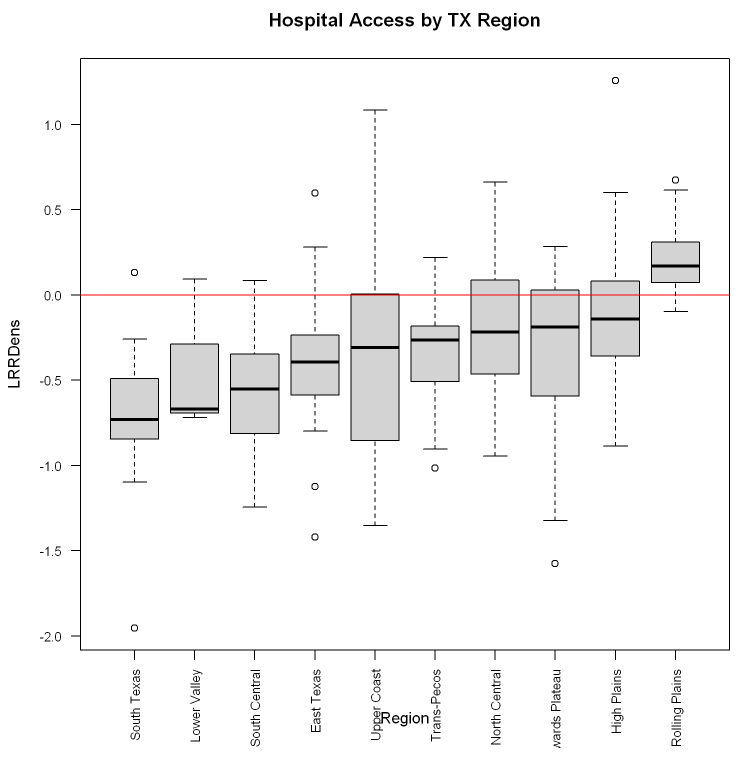 Hospital Access by TX Region
LRRDens
1.0
0.5
0.0
-0.5
-1.0
-1.5
-2.0
South Texas
Lower Valley
South Central
East Texas
Upper Coast
Trans-Pecos
North Central
wards Plateau
High Plains
Rolling Plains
Region